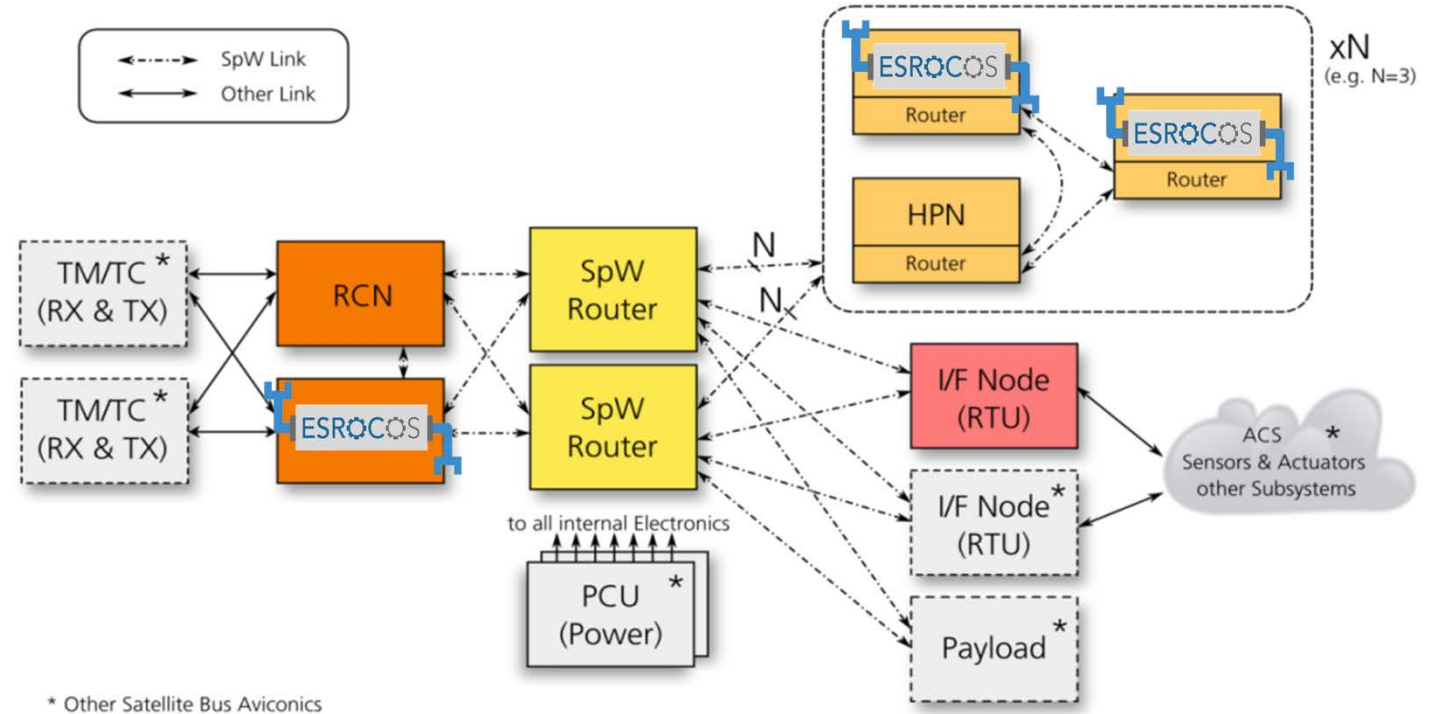 SpW Link
Other Link
ESROCOS
Router
xN
(e.g. N=3)
ESROCOS
Router
HPN
Router
TM/TC *
(RX & TX)
RCN
SpW
Router
N
N
TM/TC *
(RX & TX)
ESROCOS
SpW
Router
I/F Node
(RTU)
ACS *
Sensors & Actuators
other Subsystems
I/F Node *
(RTU)
to all internal Electronics
PCU *
(Power)
Payload *
* Other Satellite Bus Aviconics